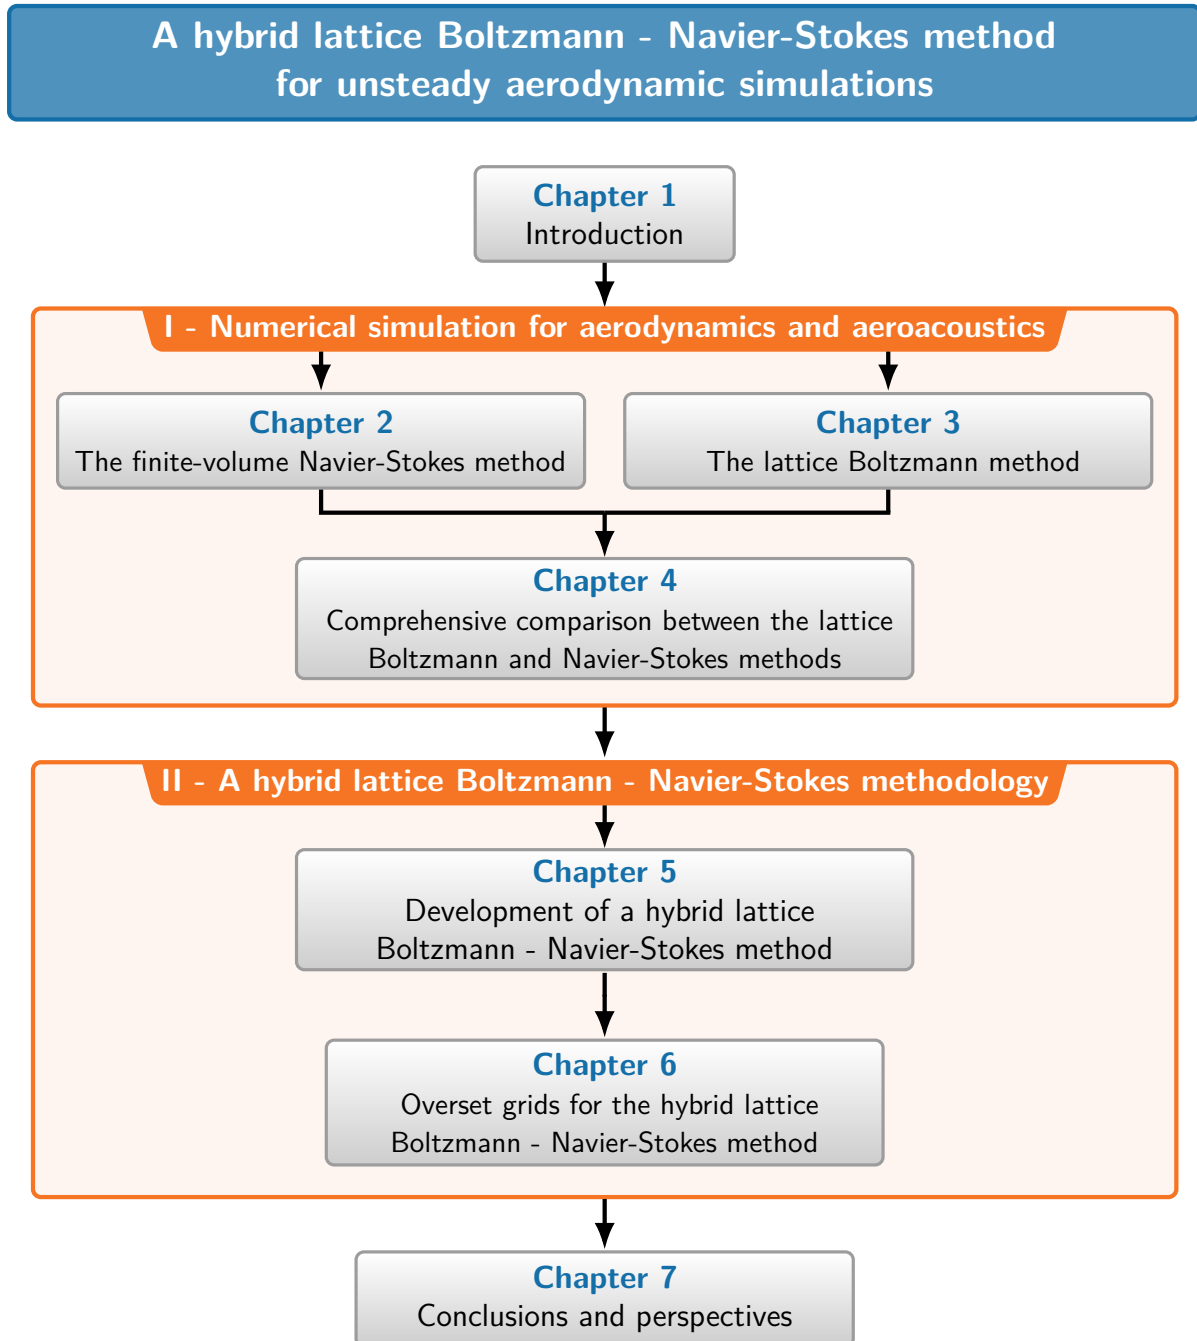 A hybrid lattice Boltzmann - Navier-Stokes method
for unsteady aerodynamic simulations
Chapter 1
Introduction
I - Numerical simulation for aerodynamics and aeroacoustics
Chapter 2
The finite-volume Navier-Stokes method
Chapter 3
The lattice Boltzmann method
Chapter 4
Comprehensive comparison between the lattice
Boltzmann and Navier-Stokes methods
II - A hybrid lattice Boltzmann - Navier-Stokes methodology
Chapter 5
Development of a hybrid lattice
Boltzmann - Navier-Stokes method
Chapter 6
Overset grids for the hybrid lattice
Boltzmann - Navier-Stokes method
Chapter 7
Conclusions and perspectives